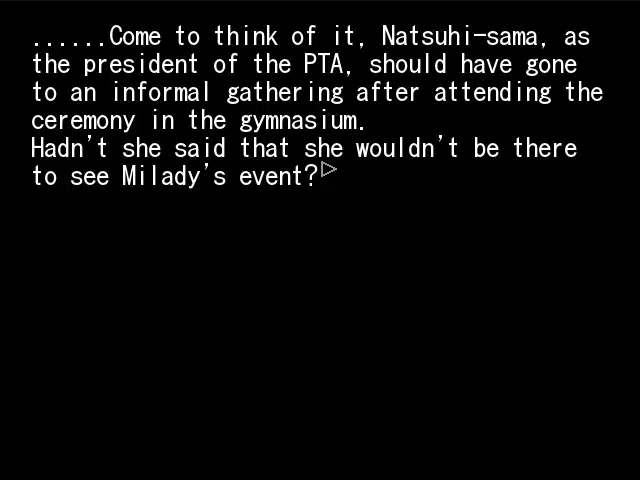 ......Come to think of it, Natsuhi-sama, as
the president of the PTA, should have gone
to an informal gathering after attending the
ceremony in the gymnasium.
Hadn't she said that she wouldn't be there
to see Milady's event?